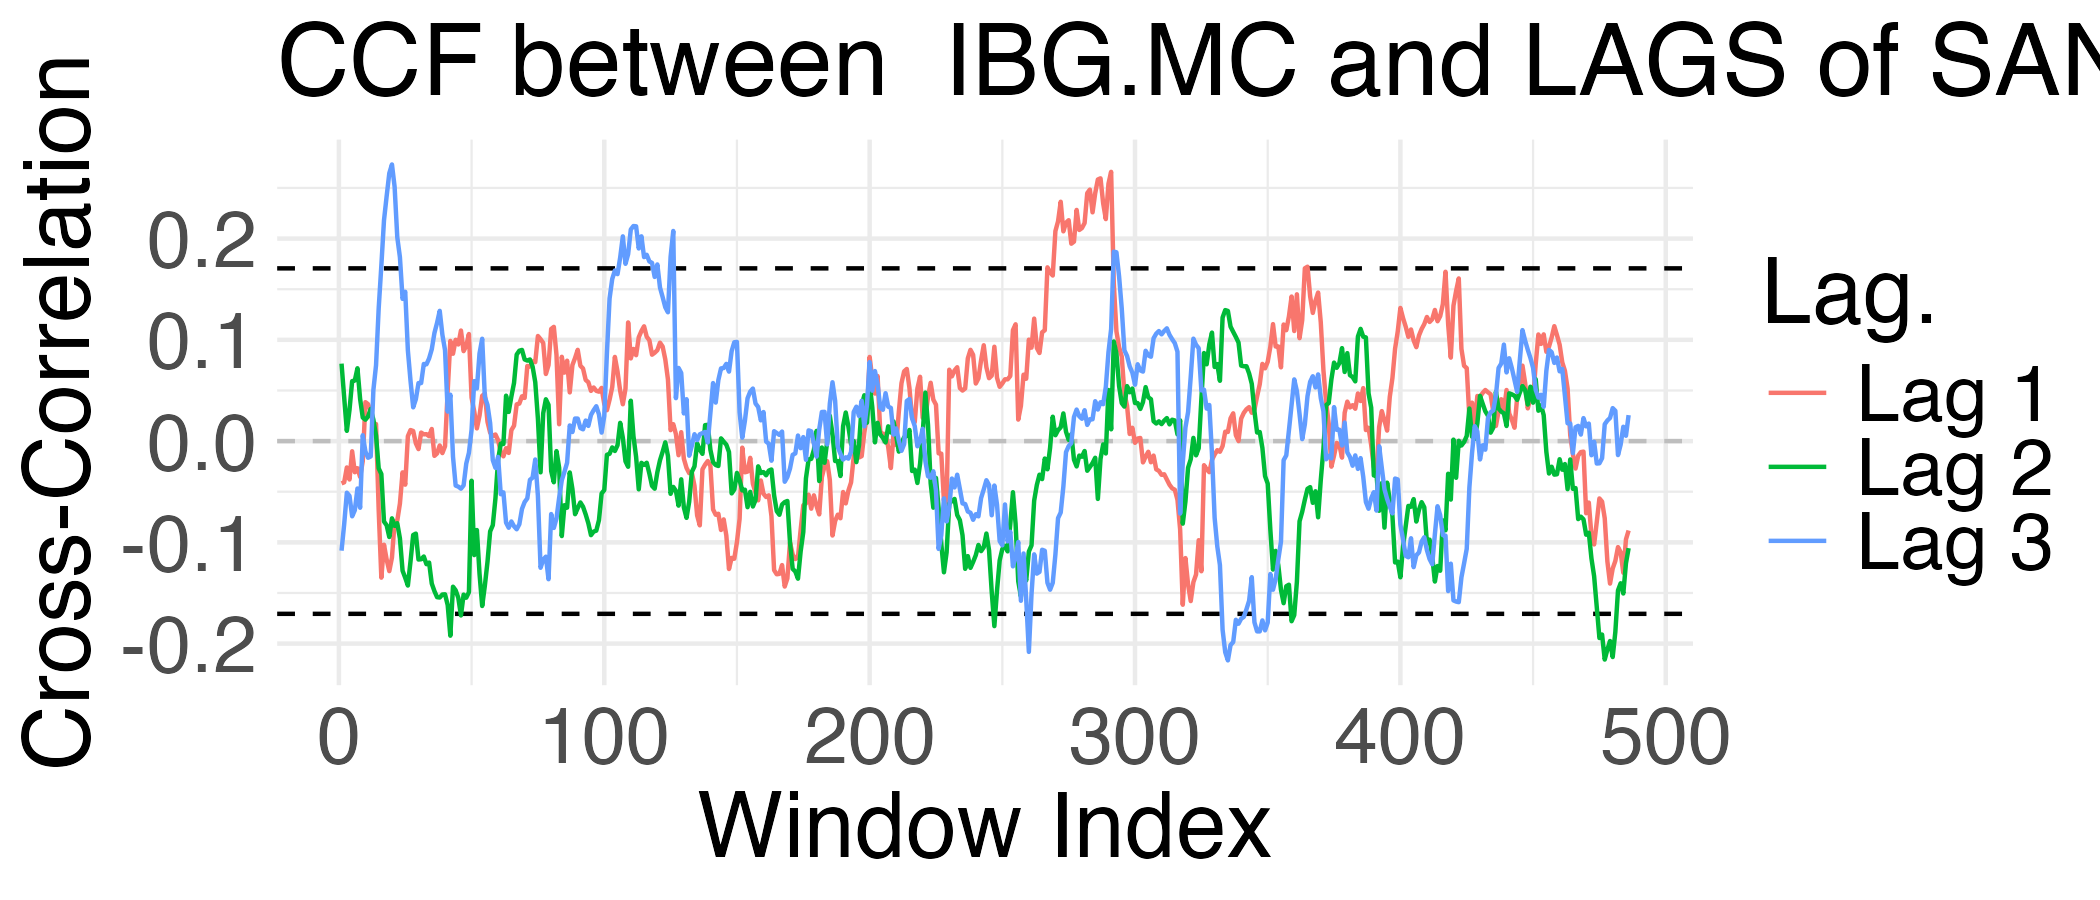 CCF between IBG.MC and LAGS of SAN
Cross-Correlation
0.2
0.1
0.0
-0.1
-0.2
0 100 200 300 400 500
Window Index
Lag.
Lag 1
Lag 2
Lag 3